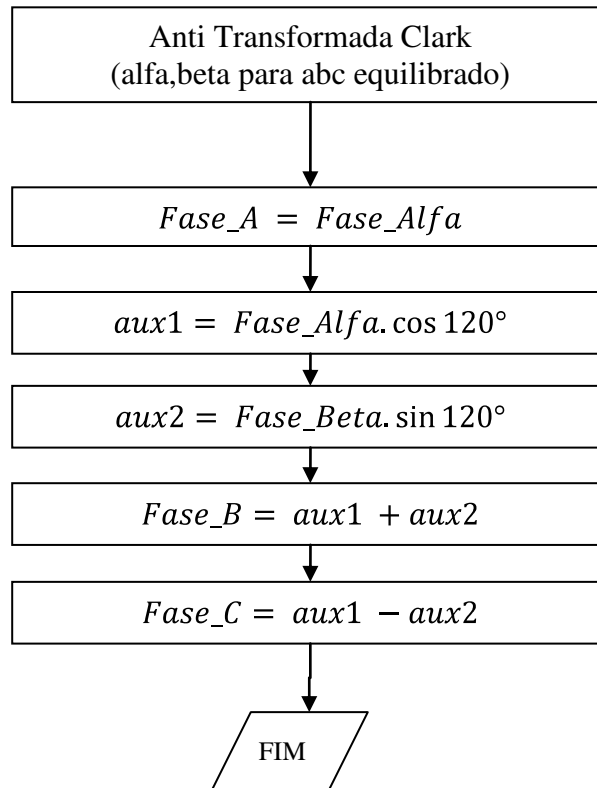 Anti Transformada Clark
(alfa,beta para abc equilibrado)
Fase_A = Fase_Alfa
aux1 = Fase_Alfa. cos 120°
aux2 = Fase_Beta. sin 120°
Fase_B = aux1 + aux2
Fase_C = aux1 − aux2
FIM